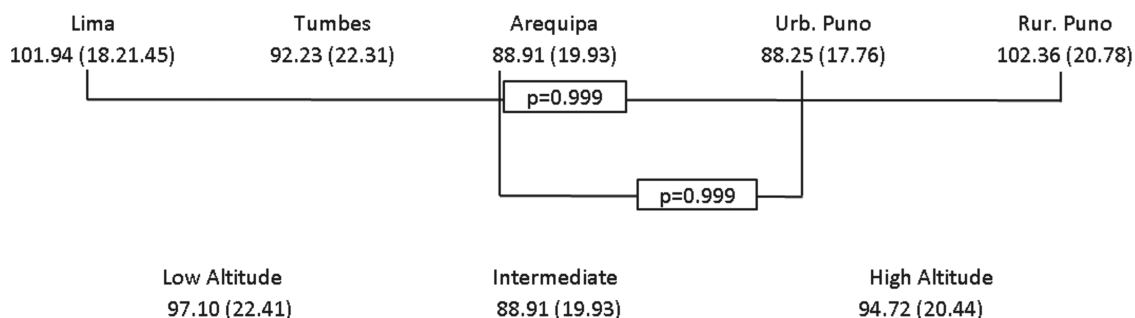 Lima Tumbes Arequipa Urb. Puno Rur. Puno
101.94 (18.21.45) 92.23 (22.31) 88.91 (19.93) 88.25 (17.76) 102.36 (20.78)
p=0.999
p=0.999
Low Altitude Intermediate High Altitude
97.10 (22.41) 88.91 (19.93) 94.72 (20.44)